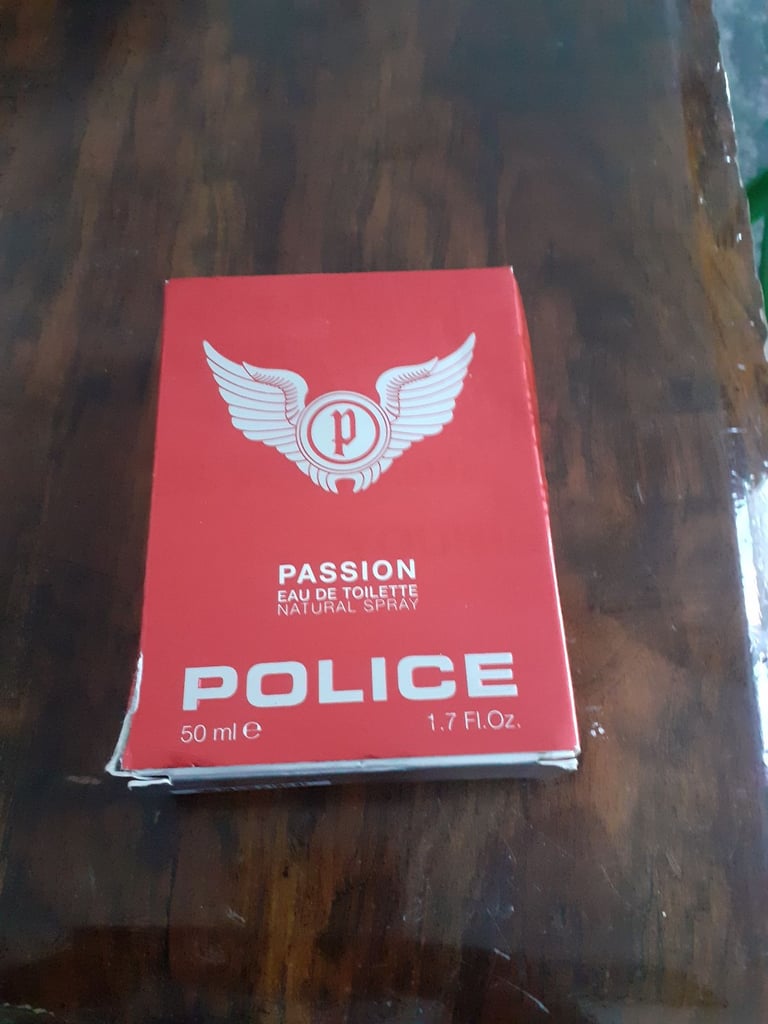 p
PASSION
EAU DE TOILETTE
NATURAL SPRAY
POLICE
50 ml ℮
1.7 Fl.Oz.